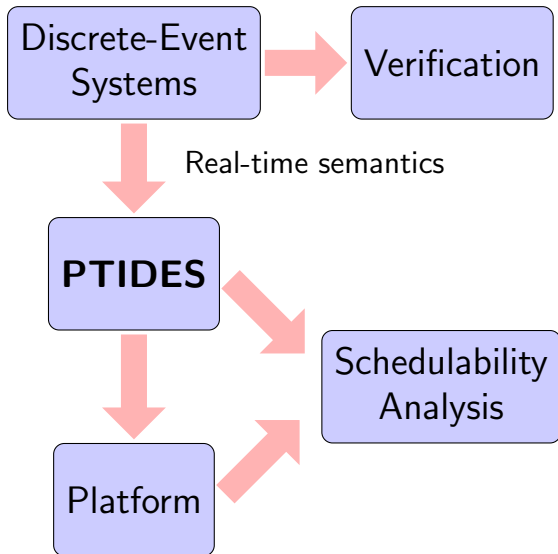 Discrete-Event
Systems
Verification
Real-time semantics
PTIDES
Schedulability
Analysis
Platform